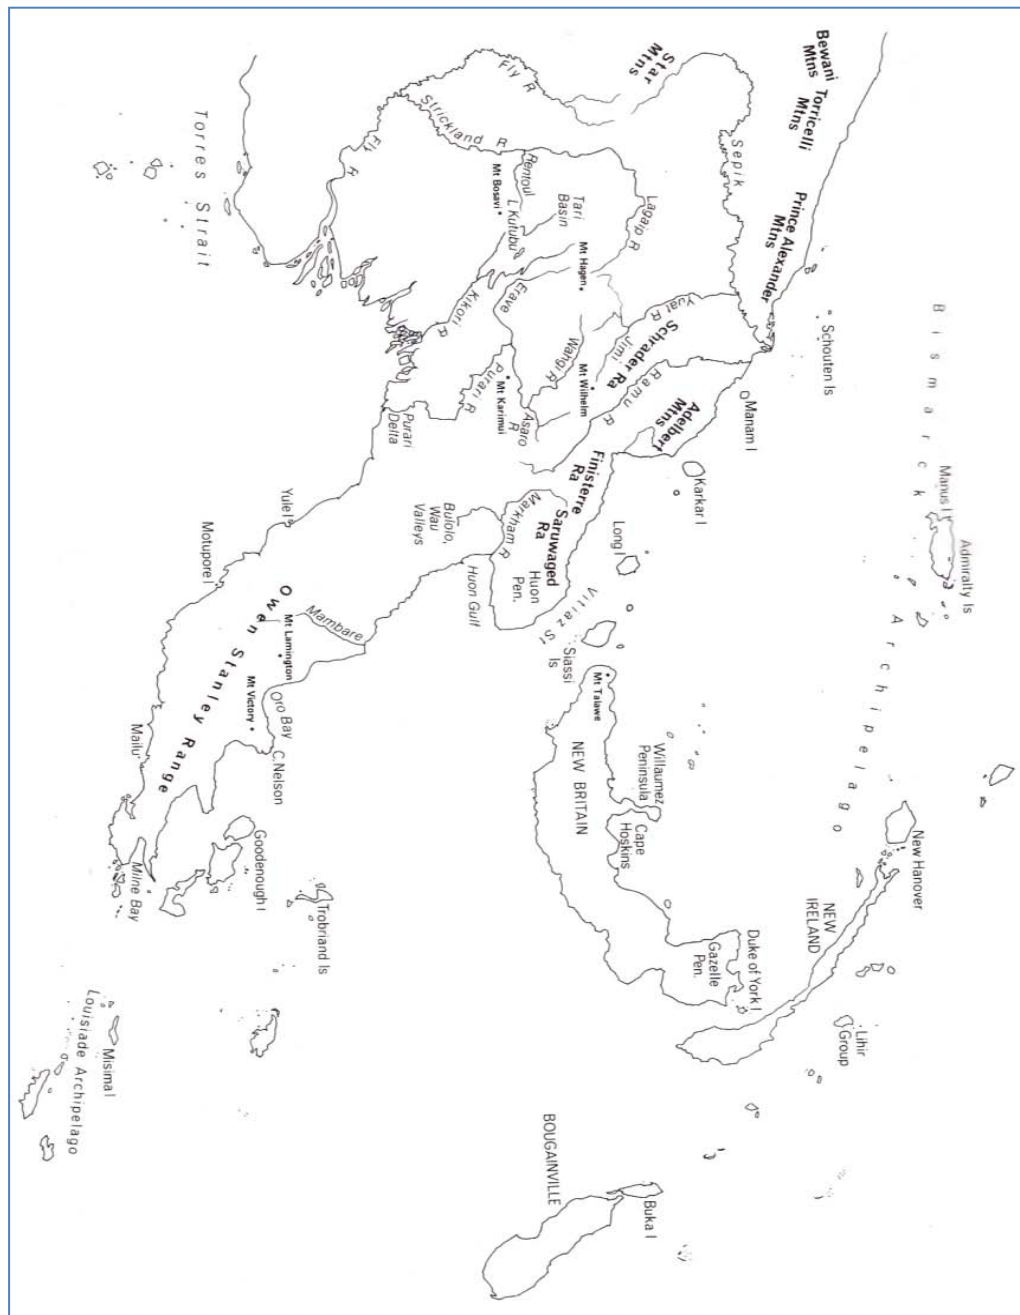 Bewani
Mtns
Torricelli
Mtns
Prince Alexander
Mtns
Star
Mtns
Sepik
Fly R
Strickland R
Fly R
Torres Strait
Rentoul
Mt Bosavi
L Kutubu
Tari
Basin
Lagaip R
Mt Hagen
Erave
Kikori R
Yuat R
Jimi
Schrader Ra
Wahgi R
Mt Wilhelm
Ramu R
Purari R
Mt Karimui
Asaro
R
Purari
Delta
Adelbert
Mtns
Finisterre
Ra
Saruwaged
Ra
Markham R
Huon
Pen.
Huon Gulf
Bulolo,
Wau
Valleys
Schouten Is
Manam I
Karkar I
Long I
Vitiaz St
Siassi
Is
Bismarck Archipelago
Manus I
Admiralty Is
Yule I
Motupore I
Owen Stanley Range
Mambare
Mt Lamington
Mt Victory
Oro Bay
C. Nelson
Mailu
Milne Bay
Goodenough I
Trobriand Is
Mt Talawe
NEW BRITAIN
Willaumez
Peninsula
Cape
Hoskins
Gazelle
Pen.
Duke of York I
New Hanover
NEW
IRELAND
Lihir
Group
Misima I
Louisiade Archipelago
BOUGAINVILLE
Buka I